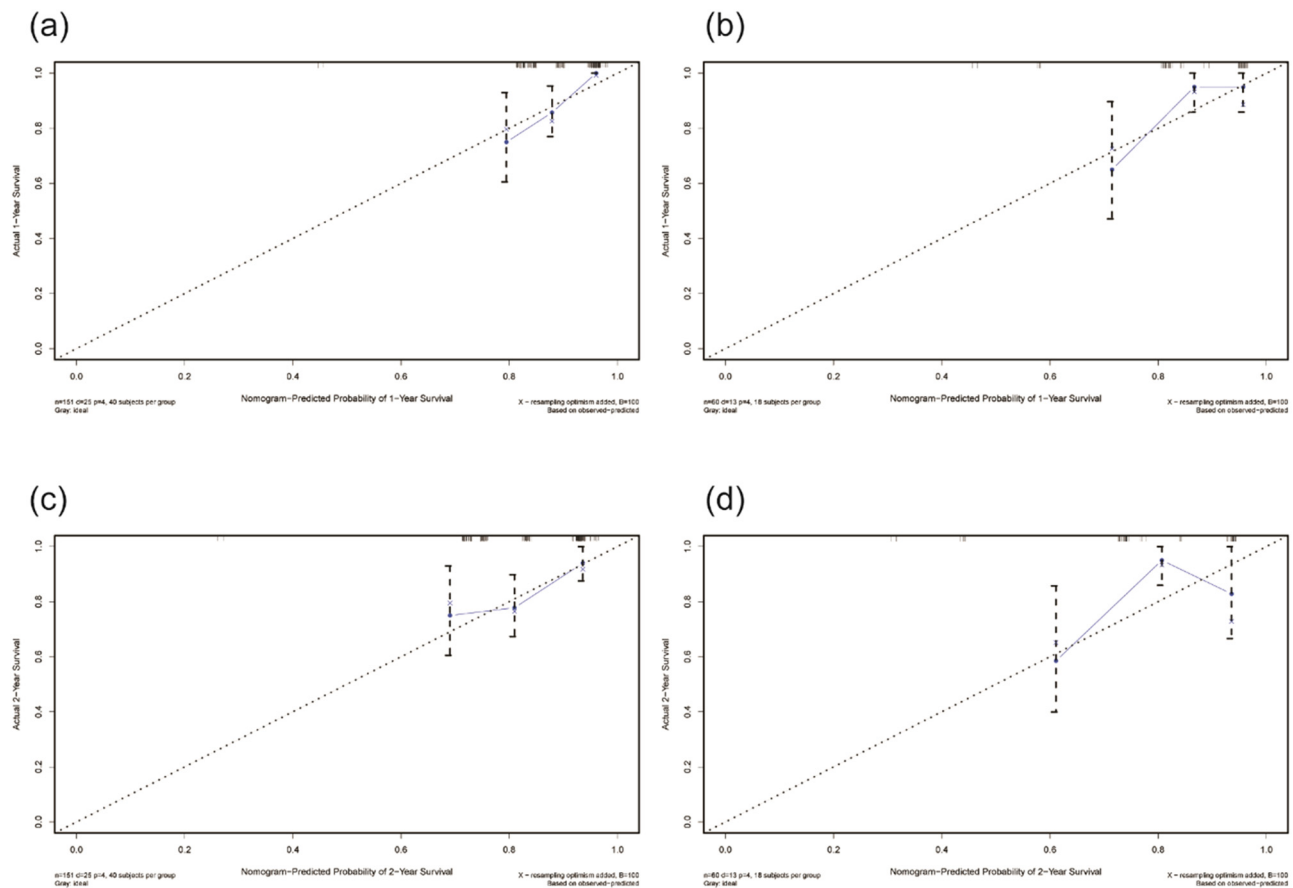 (a)
(b)
1.0
0.8
0.6
0.4
0.2
0.0
Actual 1−Year Survival
0.0 0.2 0.4 0.6 0.8 1.0
n=151 d=25 p=4, 40 subjects per group
Gray: ideal
Nomogram−Predicted Probability of 1−Year Survival
X − resampling optimism added, B=100
Based on observed−predicted
1.0
0.8
0.6
0.4
0.2
0.0
Actual 1−Year Survival
0.0 0.2 0.4 0.6 0.8 1.0
n=60 d=13 p=4, 18 subjects per group
Gray: ideal
Nomogram−Predicted Probability of 1−Year Survival
X − resampling optimism added, B=100
Based on observed−predicted
(c)
(d)
1.0
0.8
0.6
0.4
0.2
0.0
Actual 2−Year Survival
0.0 0.2 0.4 0.6 0.8 1.0
n=151 d=25 p=4, 40 subjects per group
Gray: ideal
Nomogram−Predicted Probability of 2−Year Survival
X − resampling optimism added, B=100
Based on observed−predicted
1.0
0.8
0.6
0.4
0.2
0.0
Actual 2−Year Survival
0.0 0.2 0.4 0.6 0.8 1.0
n=60 d=13 p=4, 18 subjects per group
Gray: ideal
Nomogram−Predicted Probability of 2−Year Survival
X − resampling optimism added, B=100
Based on observed−predicted